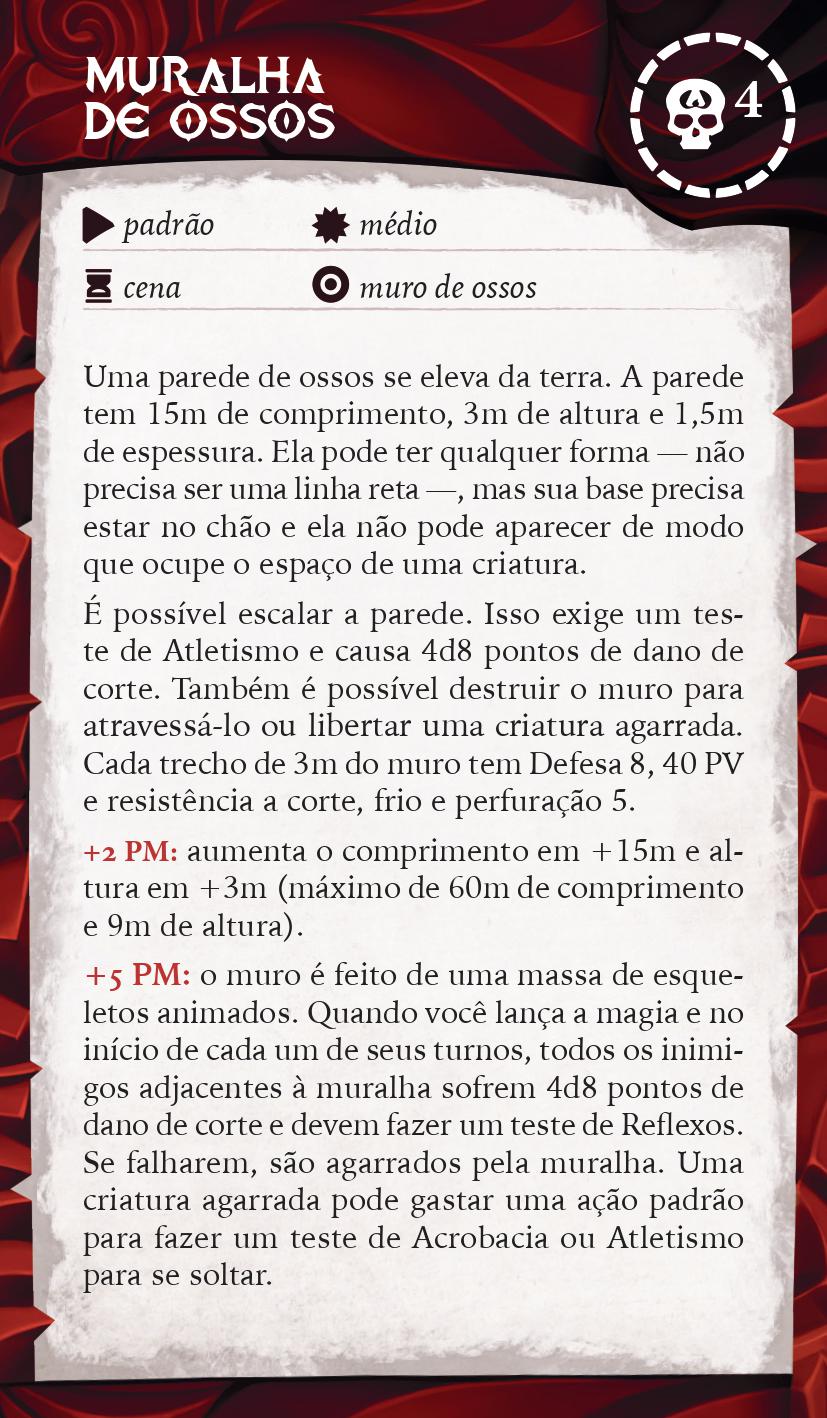 MURALHA
DE OSSOS
4
padrão
médio
cena
muro de ossos
Uma parede de ossos se eleva da terra. A parede
tem 15m de comprimento, 3m de altura e 1,5m
de espessura. Ela pode ter qualquer forma — não
precisa ser uma linha reta —, mas sua base precisa
estar no chão e ela não pode aparecer de modo
que ocupe o espaço de uma criatura.
É possível escalar a parede. Isso exige um tes-
te de Atletismo e causa 4d8 pontos de dano de
corte. Também é possível destruir o muro para
atravessá-lo ou libertar uma criatura agarrada.
Cada trecho de 3m do muro tem Defesa 8, 40 PV
e resistência a corte, frio e perfuração 5.
+2 PM: aumenta o comprimento em +15m e al-
tura em +3m (máximo de 60m de comprimento
e 9m de altura).
+5 PM: o muro é feito de uma massa de esque-
letos animados. Quando você lança a magia e no
início de cada um de seus turnos, todos os inimi-
gos adjacentes à muralha sofrem 4d8 pontos de
dano de corte e devem fazer um teste de Reflexos.
Se falharem, são agarrados pela muralha. Uma
criatura agarrada pode gastar uma ação padrão
para fazer um teste de Acrobacia ou Atletismo
para se soltar.